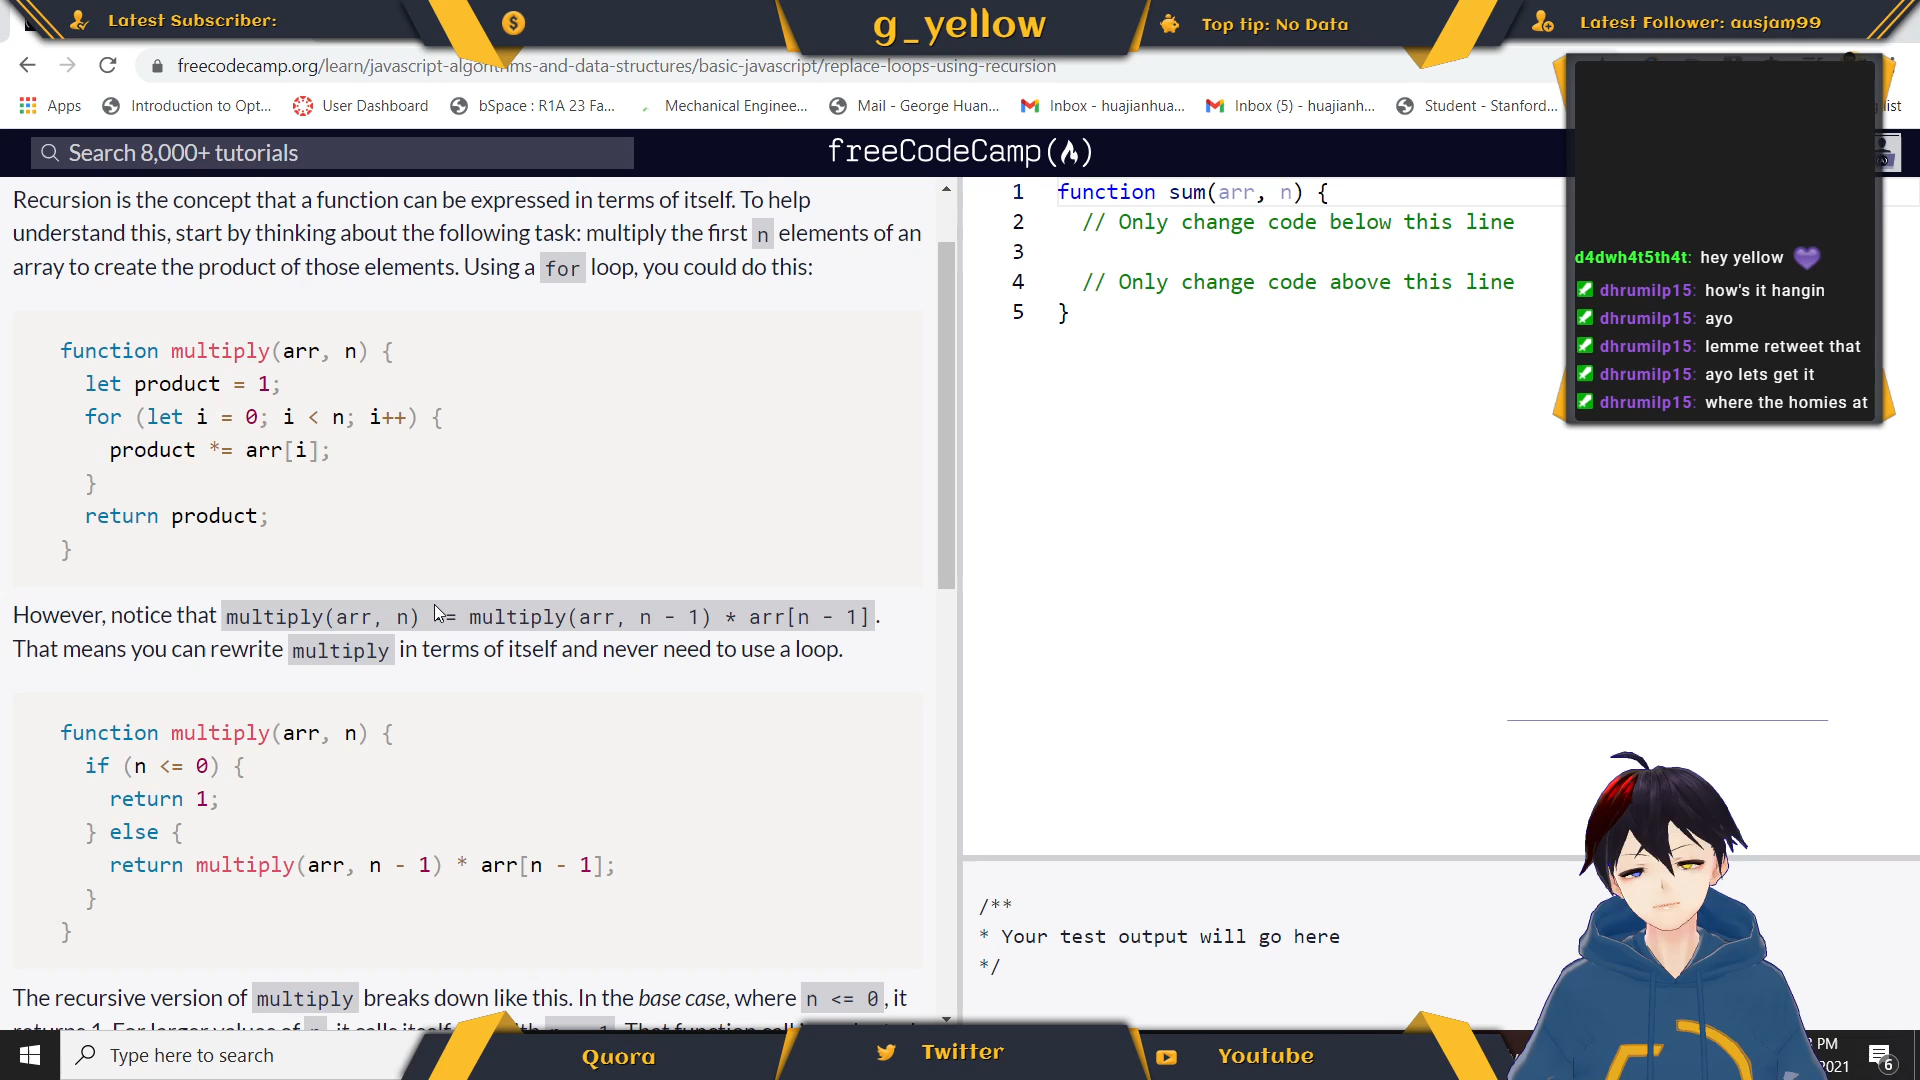 Latest Subscriber:
g_yellow
Top tip: No Data
Latest Follower: ausjam99
freecodecamp.org/learn/javascript-algorithms-and-data-structures/basic-javascript/replace-loops-using-recursion
Apps
Introduction to Opt...
User Dashboard
bSpace : R1A 23 Fa...
Mechanical Enginee...
Mail - George Huan...
Inbox - huajianhua...
Inbox (5) - huajianh...
Student - Stanford...
list
Search 8,000+ tutorials
freeCodeCamp
Recursion is the concept that a function can be expressed in terms of itself. To help
understand this, start by thinking about the following task: multiply the first n elements of an
array to create the product of those elements. Using a for loop, you could do this:
function multiply(arr, n) {
let product = 1;
for (let i = 0; i < n; i++) {
product *= arr[i];
}
return product;
}
However, notice that multiply(arr, n) == multiply(arr, n - 1) * arr[n - 1].
That means you can rewrite multiply in terms of itself and never need to use a loop.
function multiply(arr, n) {
if (n <= 0) {
return 1;
} else {
return multiply(arr, n - 1) * arr[n - 1];
}
}
The recursive version of multiply breaks down like this. In the base case, where n <= 0, it
1 function sum(arr, n) {
2 // Only change code below this line
3
4 // Only change code above this line
5 }
/**
* Your test output will go here
*/
d4dwh4t5th4t: hey yellow
dhrumilp15: how's it hangin
dhrumilp15: ayo
dhrumilp15: lemme retweet that
dhrumilp15: ayo lets get it
dhrumilp15: where the homies at
Type here to search
Quora
Twitter
Youtube
PM
2021
6